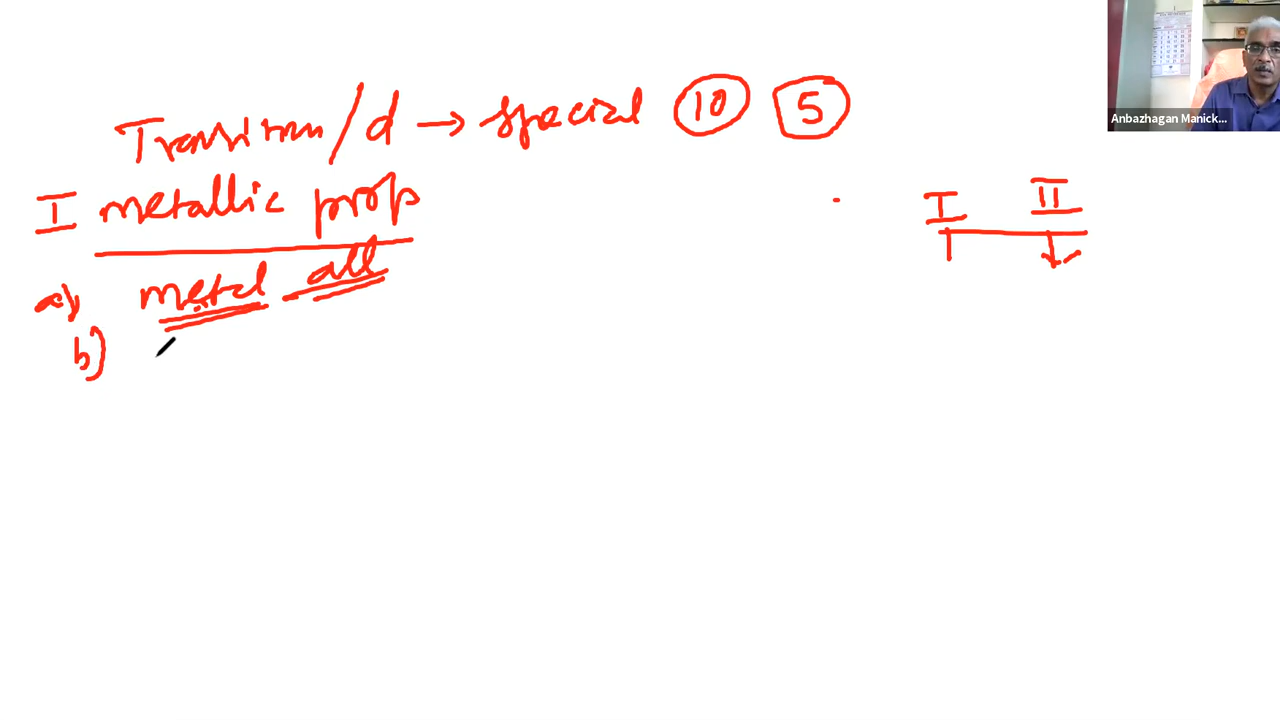 Transition/d → special 10 5
I metallic prop
I II
a) metal all
b)
Anbazhagan Manick...